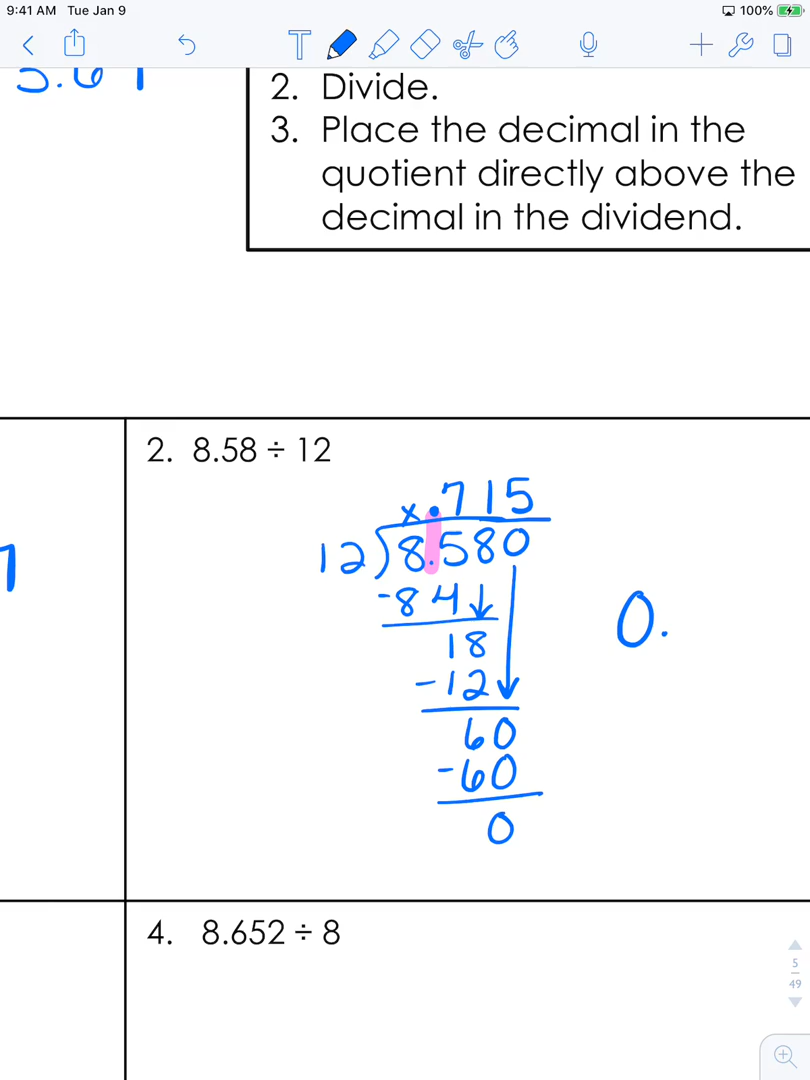 9:41 AM Tue Jan 9 100%
T
2. Divide.
3. Place the decimal in the
quotient directly above the
decimal in the dividend.
2. 8.58 ÷ 12
x.715
12)8.580
-84
18
-12
60
-60
0
0.
4. 8.652 ÷ 8
5
49